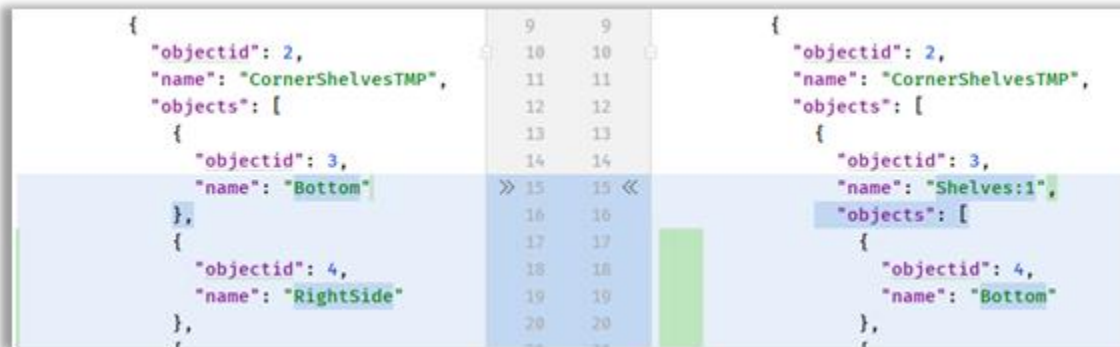 {
"objectid": 2,
"name": "CornerShelvesTMP",
"objects": [
{
"objectid": 3,
"name": "Bottom"
},
{
"objectid": 4,
"name": "RightSide"
},
9 9
10 10
11 11
12 12
13 13
14 14
» 15 15 «
16 16
17 17
18 18
19 19
20 20
{
"objectid": 2,
"name": "CornerShelvesTMP",
"objects": [
{
"objectid": 3,
"name": "Shelves:1",
"objects": [
{
"objectid": 4,
"name": "Bottom"
},